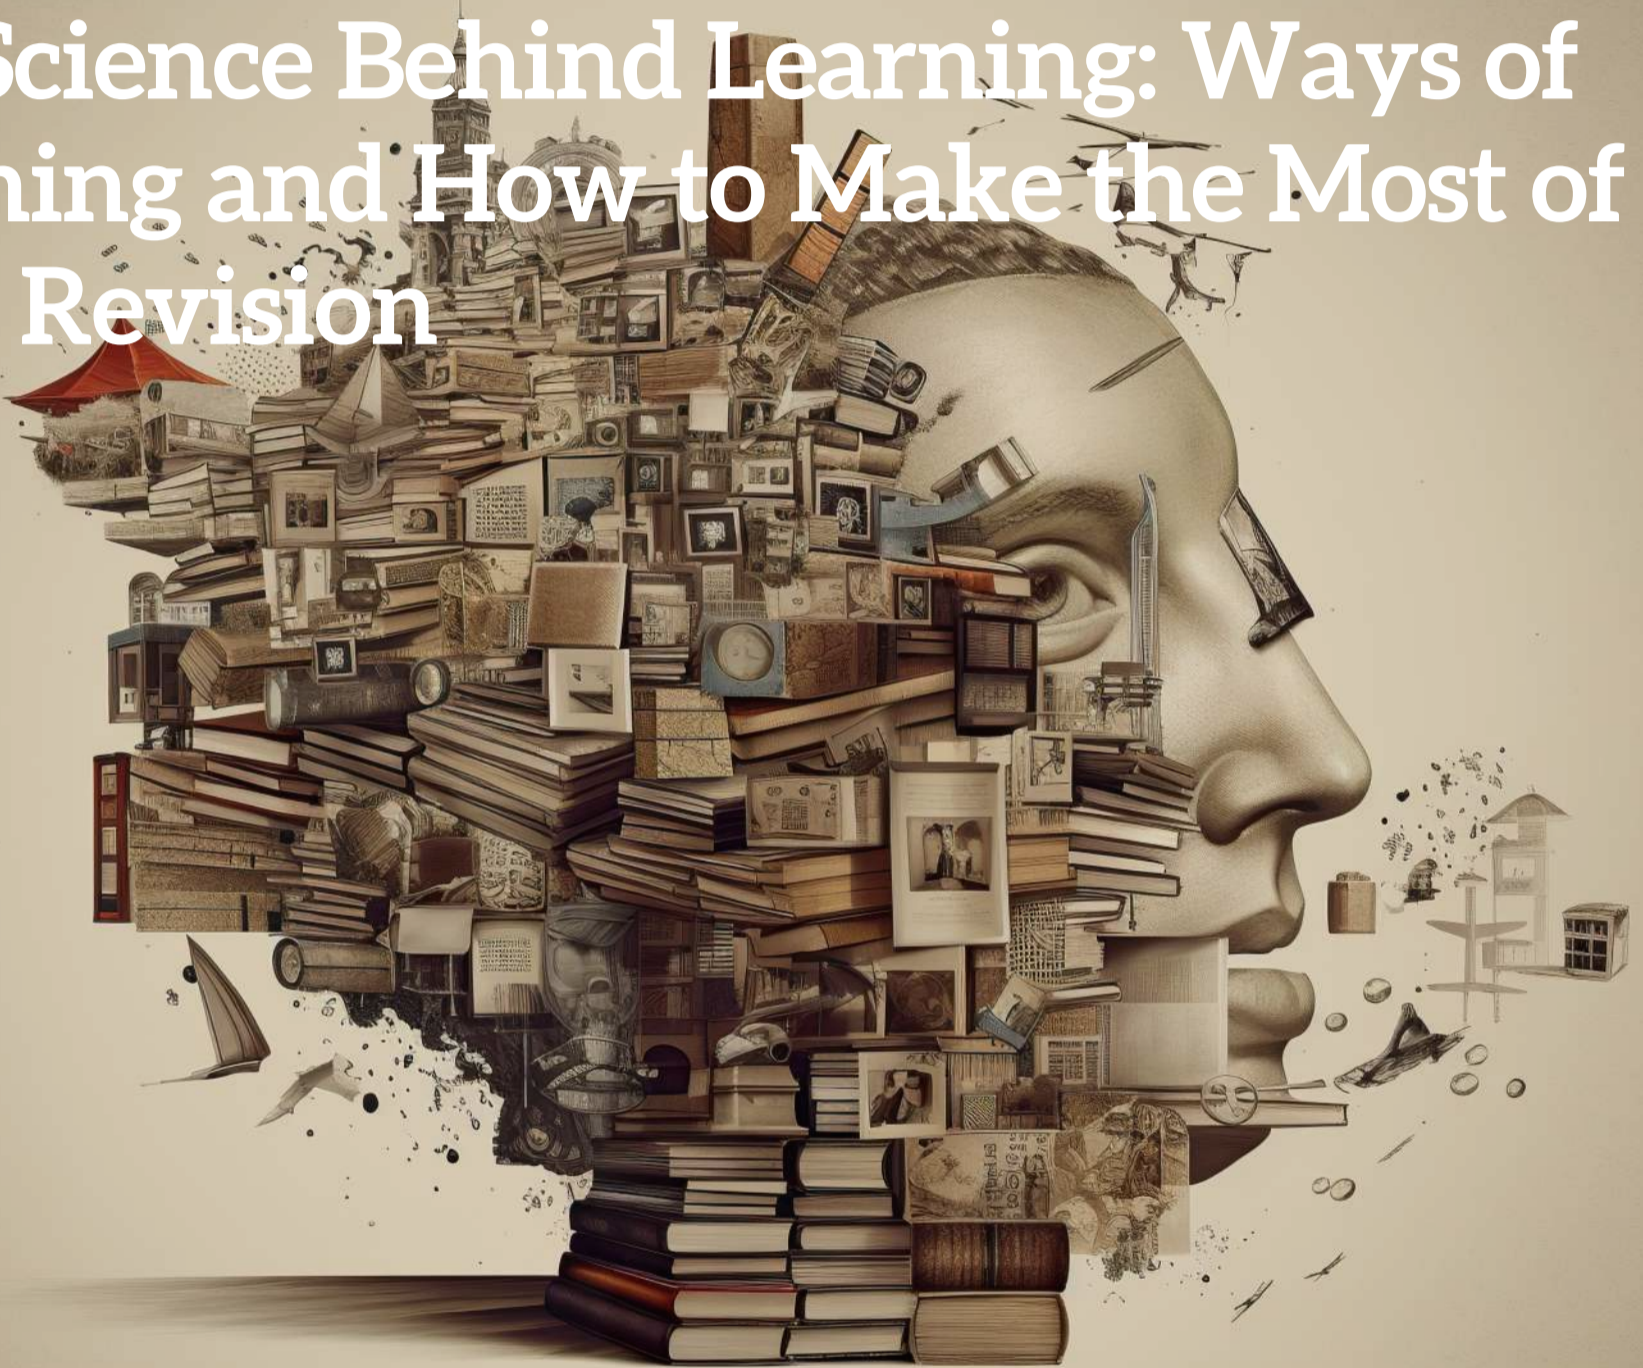 Science Behind Learning: Ways of
ning and How to Make the Most of
Revision